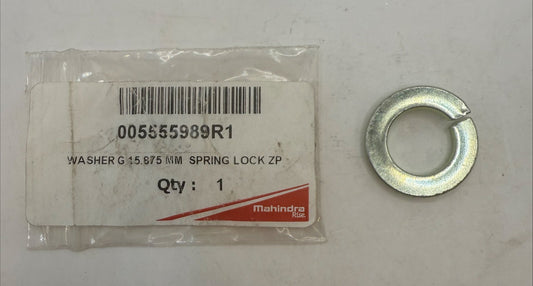 005555989R1
WASHER G 15.875 MM SPRING LOCK ZP
Qty : 1
Mahindra
Rise.